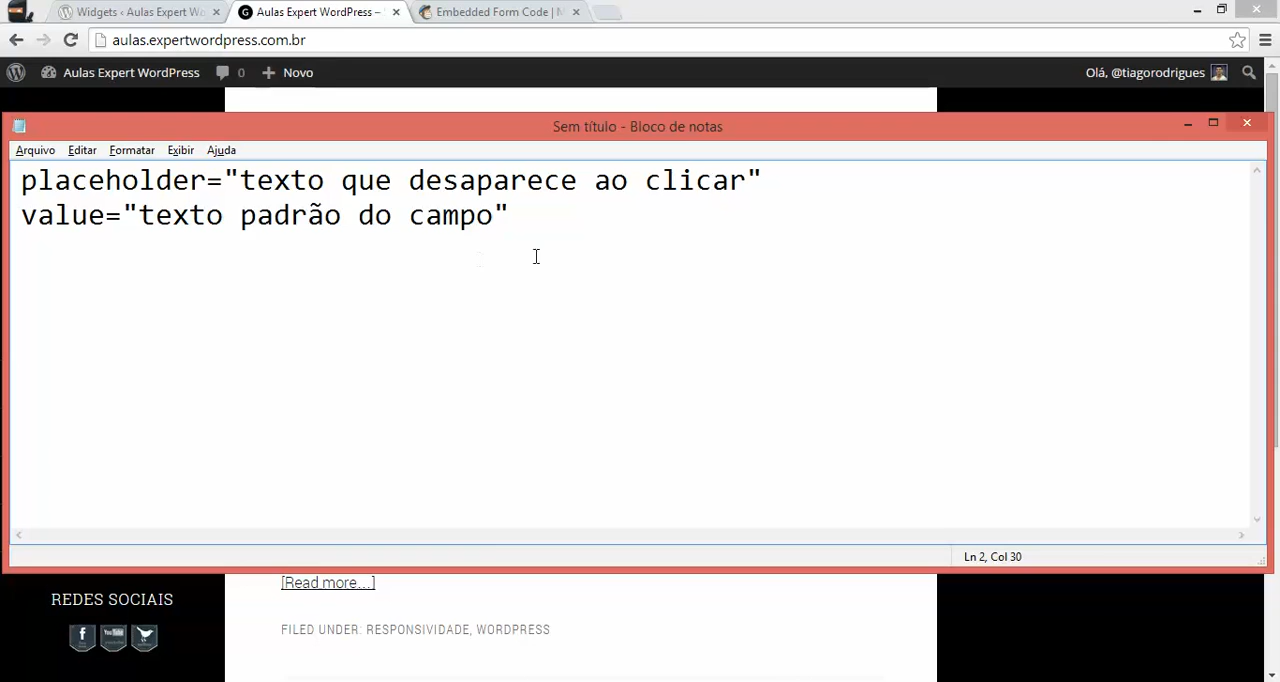 Widgets ‹ Aulas Expert Wo
Aulas Expert WordPress –
Embedded Form Code | M
aulas.expertwordpress.com.br
Aulas Expert WordPress
0
Novo
Olá, @tiagorodrigues
Sem título - Bloco de notas
Arquivo Editar Formatar Exibir Ajuda
placeholder="texto que desaparece ao clicar"
value="texto padrão do campo"
Ln 2, Col 30
[Read more...]
REDES SOCIAIS
FILED UNDER: RESPONSIVIDADE, WORDPRESS